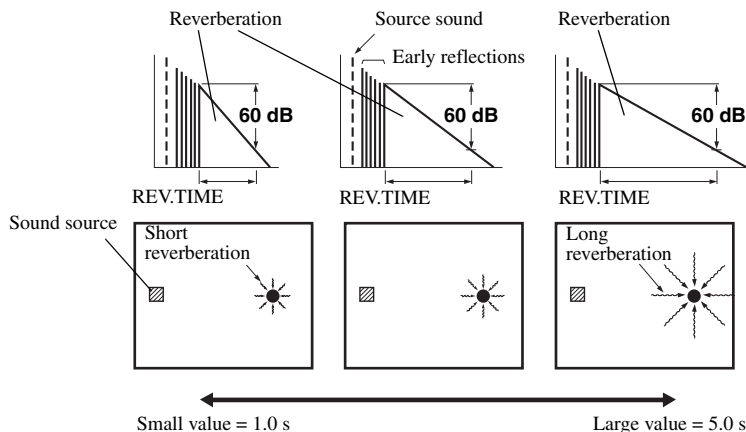 Reverberation
Source sound
Reverberation
Early reflections
60 dB
60 dB
60 dB
REV.TIME
REV.TIME
REV.TIME
Sound source
Short
reverberation
Long
reverberation
Small value = 1.0 s
Large value = 5.0 s